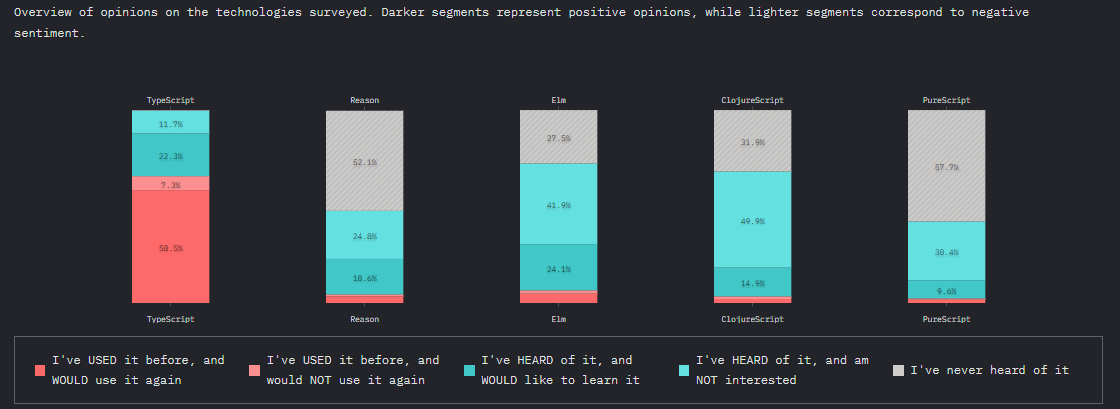 Overview of opinions on the technologies surveyed. Darker segments represent positive opinions, while lighter segments correspond to negative
sentiment.
TypeScript
Reason
Elm
ClojureScript
PureScript
11.7%
22.3%
7.3%
58.5%
52.1%
24.8%
18.6%
27.5%
41.9%
24.1%
31.9%
49.9%
14.9%
57.7%
30.4%
9.6%
TypeScript
Reason
Elm
ClojureScript
PureScript
I've USED it before, and
WOULD use it again
I've USED it before, and
would NOT use it again
I've HEARD of it, and
WOULD like to learn it
I've HEARD of it, and am
NOT interested
I've never heard of it